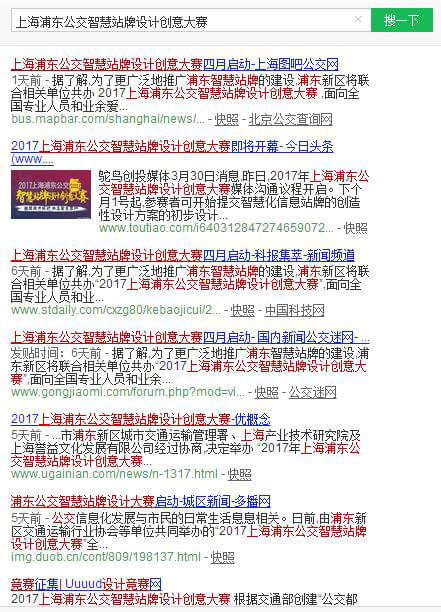 上海浦东公交智慧站牌设计创意大赛
×
搜一下
上海浦东公交智慧站牌设计创意大赛四月启动-上海图吧公交网
1天前 - 据了解,为了更广泛地推广浦东智慧站牌的建设,浦东新区将联
合相关单位共办 2017上海浦东公交智慧站牌设计创意大赛 ,面向全
国专业人员和业余爱...
bus.mapbar.com/shanghai/news/... - 快照 - 北京公交查询网
2017上海浦东公交智慧站牌设计创意大赛即将开幕- 今日头条
(www....
2017上海浦东公交
智慧站牌设计创意大赛
鸵鸟创投媒体3月30日消息,昨日,2017年上海浦东公
交智慧站牌设计创意大赛媒体沟通议程开启。下个
月1号起,参赛者可开始提交智慧化信息站牌的创造
性设计方案的初步设计...
www.toutiao.com/i640312847274659072... - 快照
上海浦东公交智慧站牌设计创意大赛四月启动-科报集萃-新闻频道
6天前 - 据了解,为了更广泛地推广浦东智慧站牌的建设,浦东新区将联
合相关单位共办“2017上海浦东公交智慧站牌设计创意大赛”,面向全
国专业人员和业...
www.stdaily.com/cxzg80/kebaojicui/2... - 快照 - 中国科技网
上海浦东公交智慧站牌设计创意大赛四月启动- 国内新闻公交迷网- ...
发贴时间：6天前 - 据了解,为了更广泛地推广浦东智慧站牌的建设,浦
东新区将联合相关单位共办“2017上海浦东公交智慧站牌设计创意大
赛”,面向全国专业人员和业余...
www.gongjiaomi.com/forum.php?mod=vi... - 快照 - 公交迷网
2017上海浦东公交智慧站牌设计创意大赛-优概念
5天前 - ...市浦东新区城市交通运输管理署、上海产业技术研究院及
上海誉益文化发展有限公司经过协商,决定举办 “2017年上海浦东公
交智慧站牌设计创意大赛...
www.ugainian.com/news/n-1317.html - 快照
浦东公交智慧站牌设计大赛启动-城区新闻-多播网
5天前 - 公交信息化发展与市民的日常生活息息相关。日前,由浦东新
区交通运输行业协会等单位共同举办的“2017上海浦东公交智慧站牌
设计创意大赛”全...
img.duob.cn/cont/809/198137.html - 快照
竞赛征集| Uuuud设计竞赛网
2017上海浦东公交智慧站牌设计创意大赛 根据交通部创建“公交都